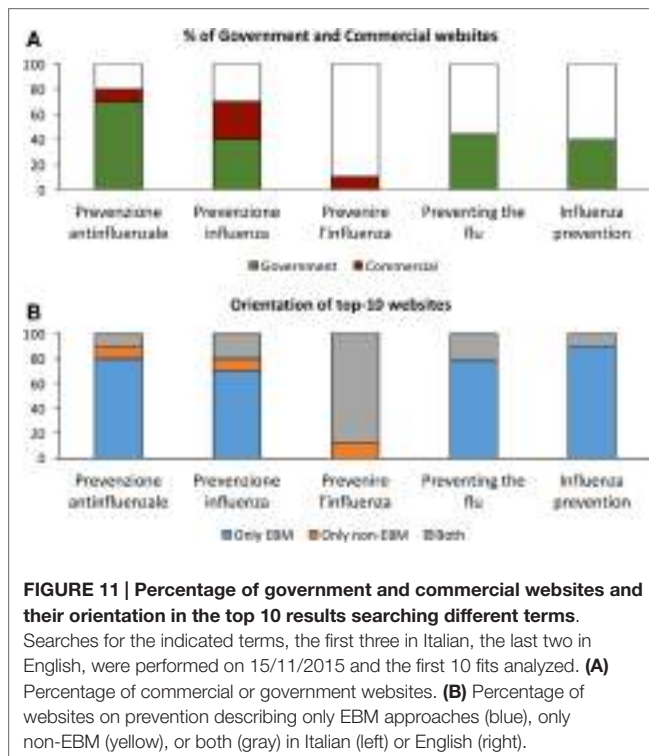 A
% of Government and Commercial websites
100
80
60
40
20
0
Prevenzione antinfluenzale
Prevenzione influenza
Prevenire l'influenza
Preventing the flu
Influenza prevention
Government Commercial
B
Orientation of top-10 websites
100
80
60
40
20
0
Prevenzione antinfluenzale
Prevenzione influenza
Prevenire l'influenza
Preventing the flu
Influenza prevention
Only EBM Only non-EBM Both
FIGURE 11 | Percentage of government and commercial websites and
their orientation in the top 10 results searching different terms.
Searches for the indicated terms, the first three in Italian, the last two in
English, were performed on 15/11/2015 and the first 10 fits analyzed. (A)
Percentage of commercial or government websites. (B) Percentage of
websites on prevention describing only EBM approaches (blue), only
non-EBM (yellow), or both (gray) in Italian (left) or English (right).